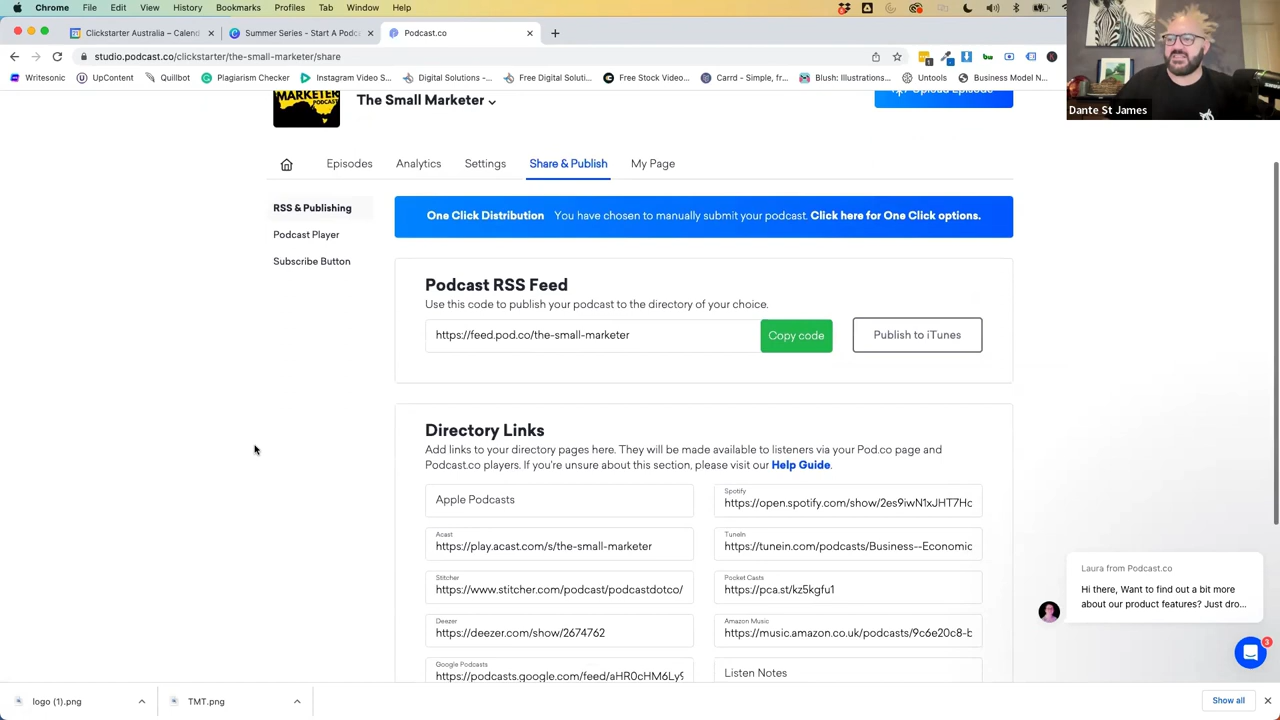 Chrome File Edit View History Bookmarks Profiles Tab Window Help
Clickstarter Australia – Calend
Summer Series - Start A Podc
Podcast.co
studio.podcast.co/clickstarter/the-small-marketer/share
Writesonic
UpContent
Quillbot
Plagiarism Checker
Instagram Video S...
Digital Solutions -...
Free Digital Soluti...
Free Stock Video...
Carrd - Simple, fr...
Blush: Illustrations...
Untools
Business Model N...
Dante St James
MARKETER
PODCAST
The Small Marketer
Upload Episode
Episodes
Analytics
Settings
Share & Publish
My Page
RSS & Publishing
Podcast Player
Subscribe Button
One Click Distribution You have chosen to manually submit your podcast. Click here for One Click options.
Podcast RSS Feed
Use this code to publish your podcast to the directory of your choice.
https://feed.pod.co/the-small-marketer
Copy code
Publish to iTunes
Directory Links
Add links to your directory pages here. They will be made available to listeners via your Pod.co page and
Podcast.co players. If you're unsure about this section, please visit our Help Guide.
Apple Podcasts
Spotify
https://open.spotify.com/show/2es9iwN1xJHT7Hc
Acast
https://play.acast.com/s/the-small-marketer
TuneIn
https://tunein.com/podcasts/Business--Economic
Stitcher
https://www.stitcher.com/podcast/podcastdotco/
Pocket Casts
https://pca.st/kz5kgfu1
Deezer
https://deezer.com/show/2674762
Amazon Music
https://music.amazon.co.uk/podcasts/9c6e20c8-b
Google Podcasts
https://podcasts.google.com/feed/aHR0cHM6Ly9
Listen Notes
Laura from Podcast.co
Hi there, Want to find out a bit more
about our product features? Just dro...
3
logo (1).png
TMT.png
Show all